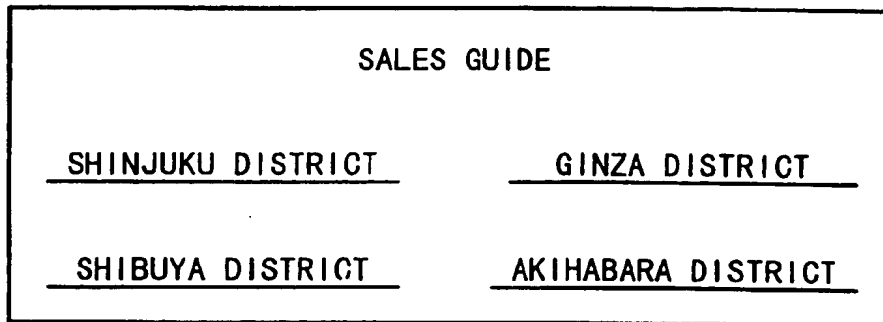 SALES GUIDE
SHINJUKU DISTRICT GINZA DISTRICT
SHIBUYA DISTRICT AKIHABARA DISTRICT